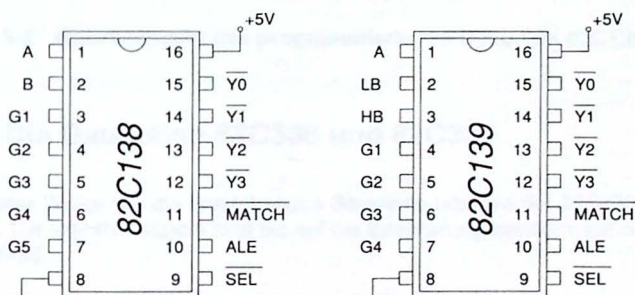 +5V +5V
A 1 16 A 1 16
B 2 15 Y0 LB 2 15 Y0
G1 3 14 Y1 HB 3 14 Y1
G2 4 13 Y2 G1 4 13 Y2
G3 5 12 Y3 G2 5 12 Y3
G4 6 11 MATCH G3 6 11 MATCH
G5 7 10 ALE G4 7 10 ALE
8 9 SEL 8 9 SEL
82C138 82C139